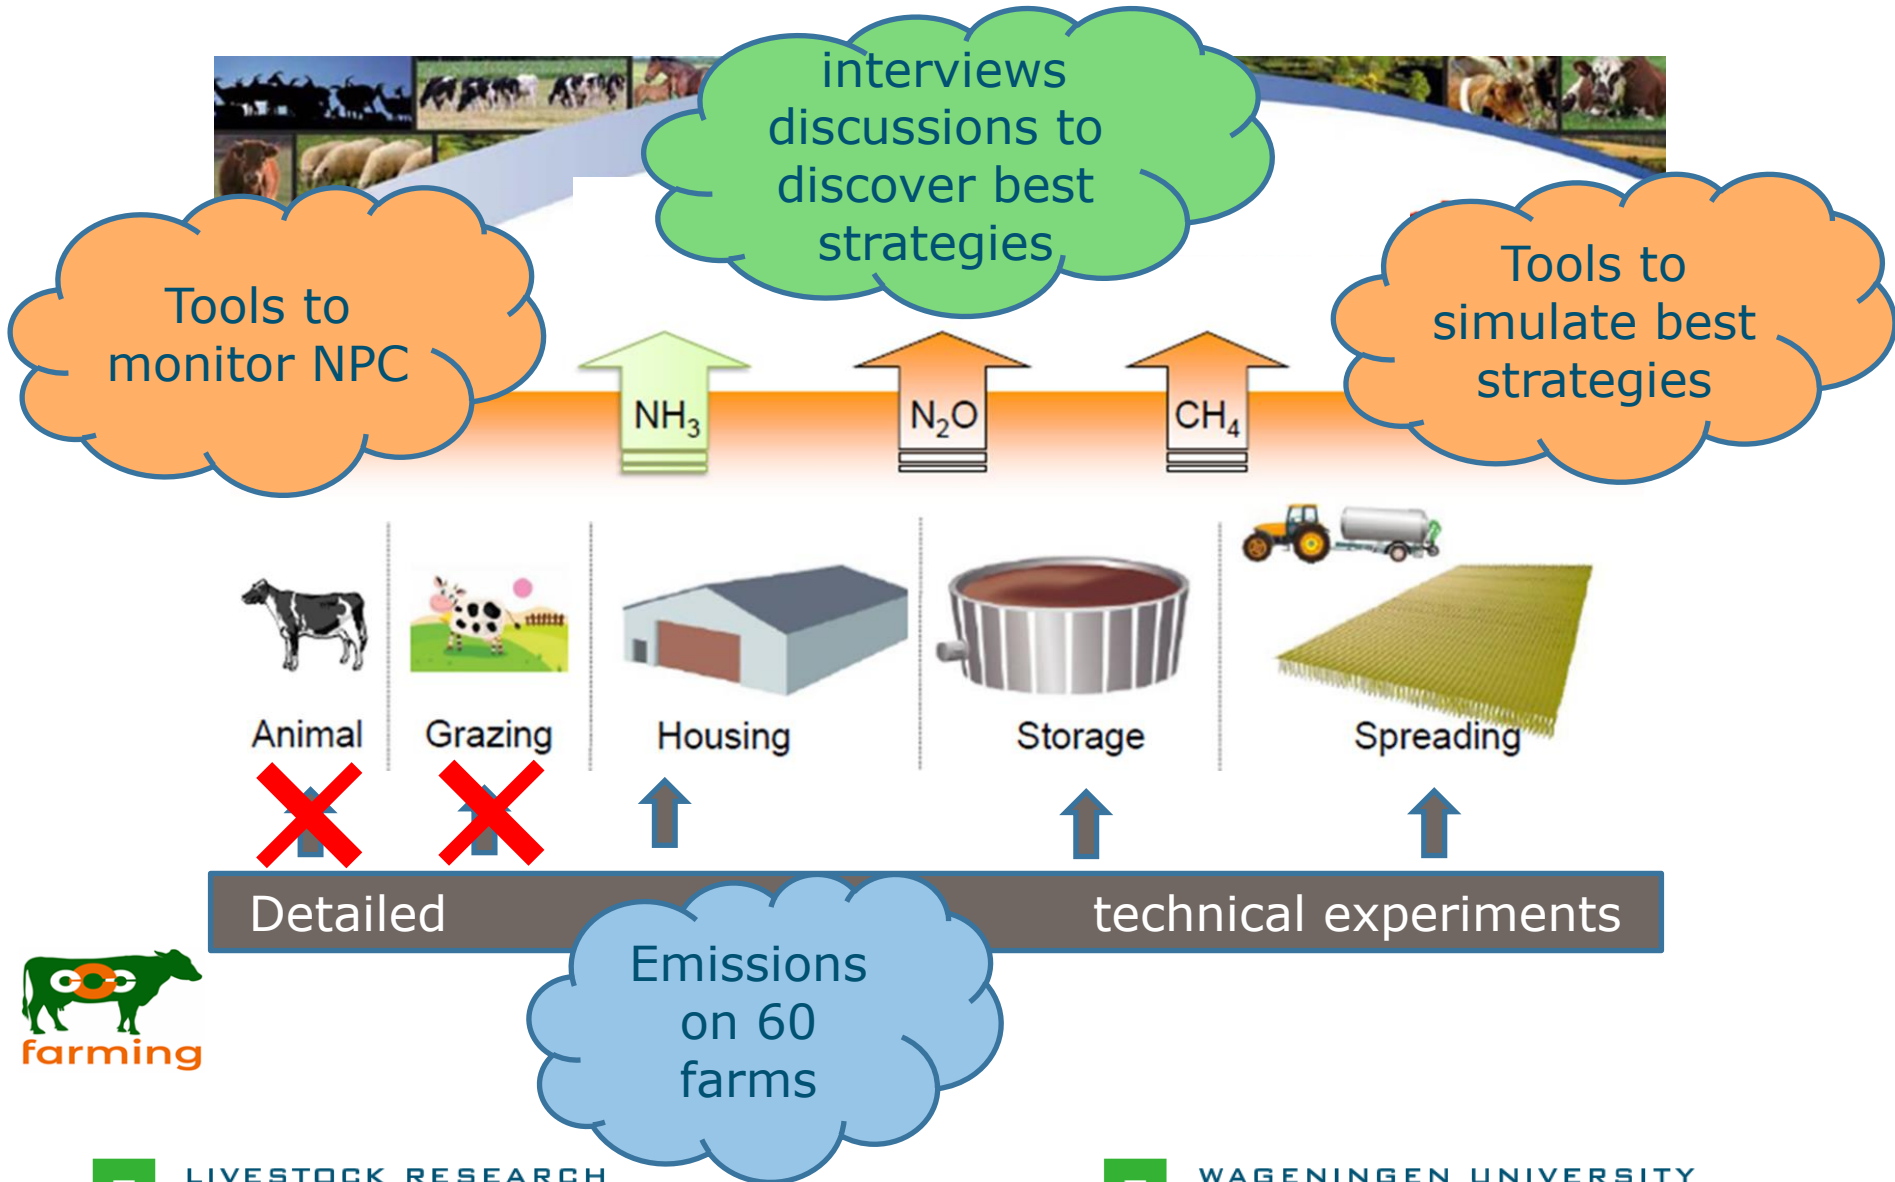 interviews
discussions to
discover best
strategies
Tools to
monitor NPC
Tools to
simulate best
strategies
NH₃
N₂O
CH₄
Animal
Grazing
Housing
Storage
Spreading
Detailed
technical experiments
Emissions
on 60
farms
farming
LIVESTOCK RESEARCH
WAGENINGEN UNIVERSITY